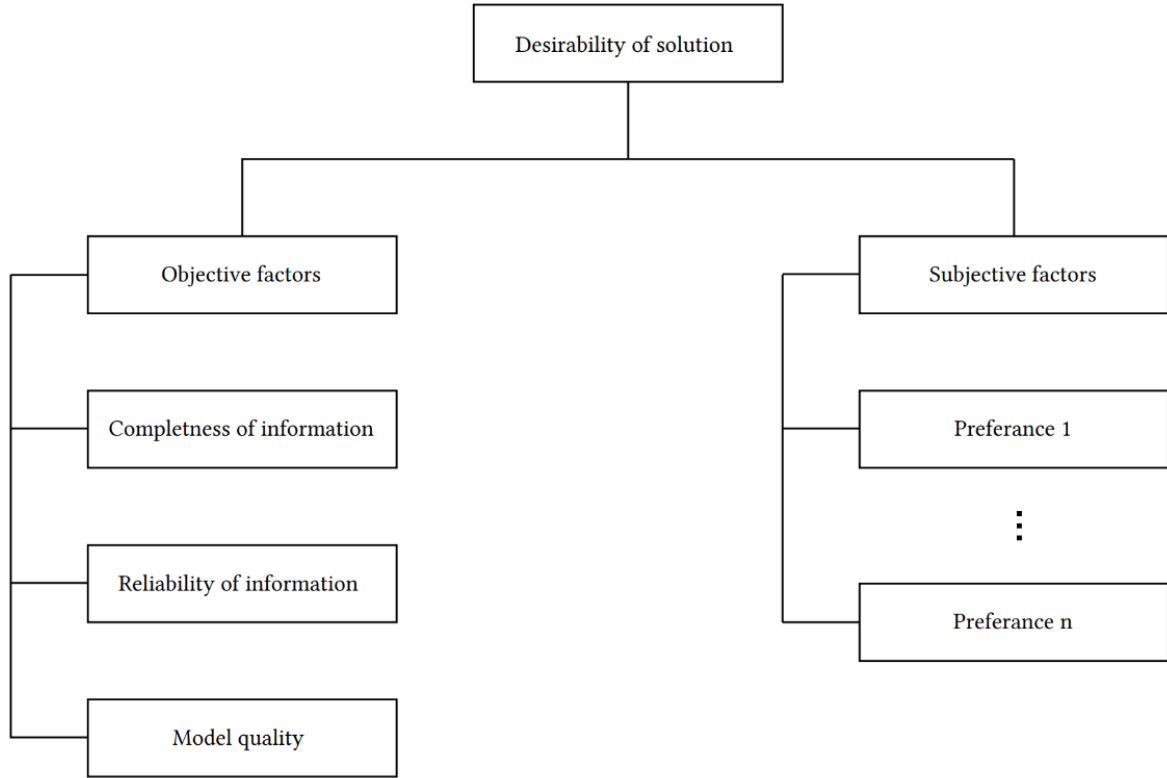 Desirability of solution
Objective factors
Subjective factors
Completness of information
Preferance 1
Reliability of information
Preferance n
Model quality